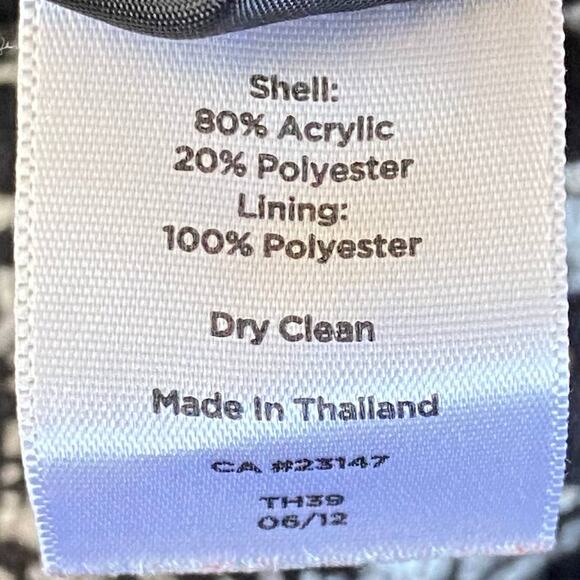 Shell:
80% Acrylic
20% Polyester
Lining:
100% Polyester
Dry Clean
Made In Thailand
CA #23147
TH39
06/12